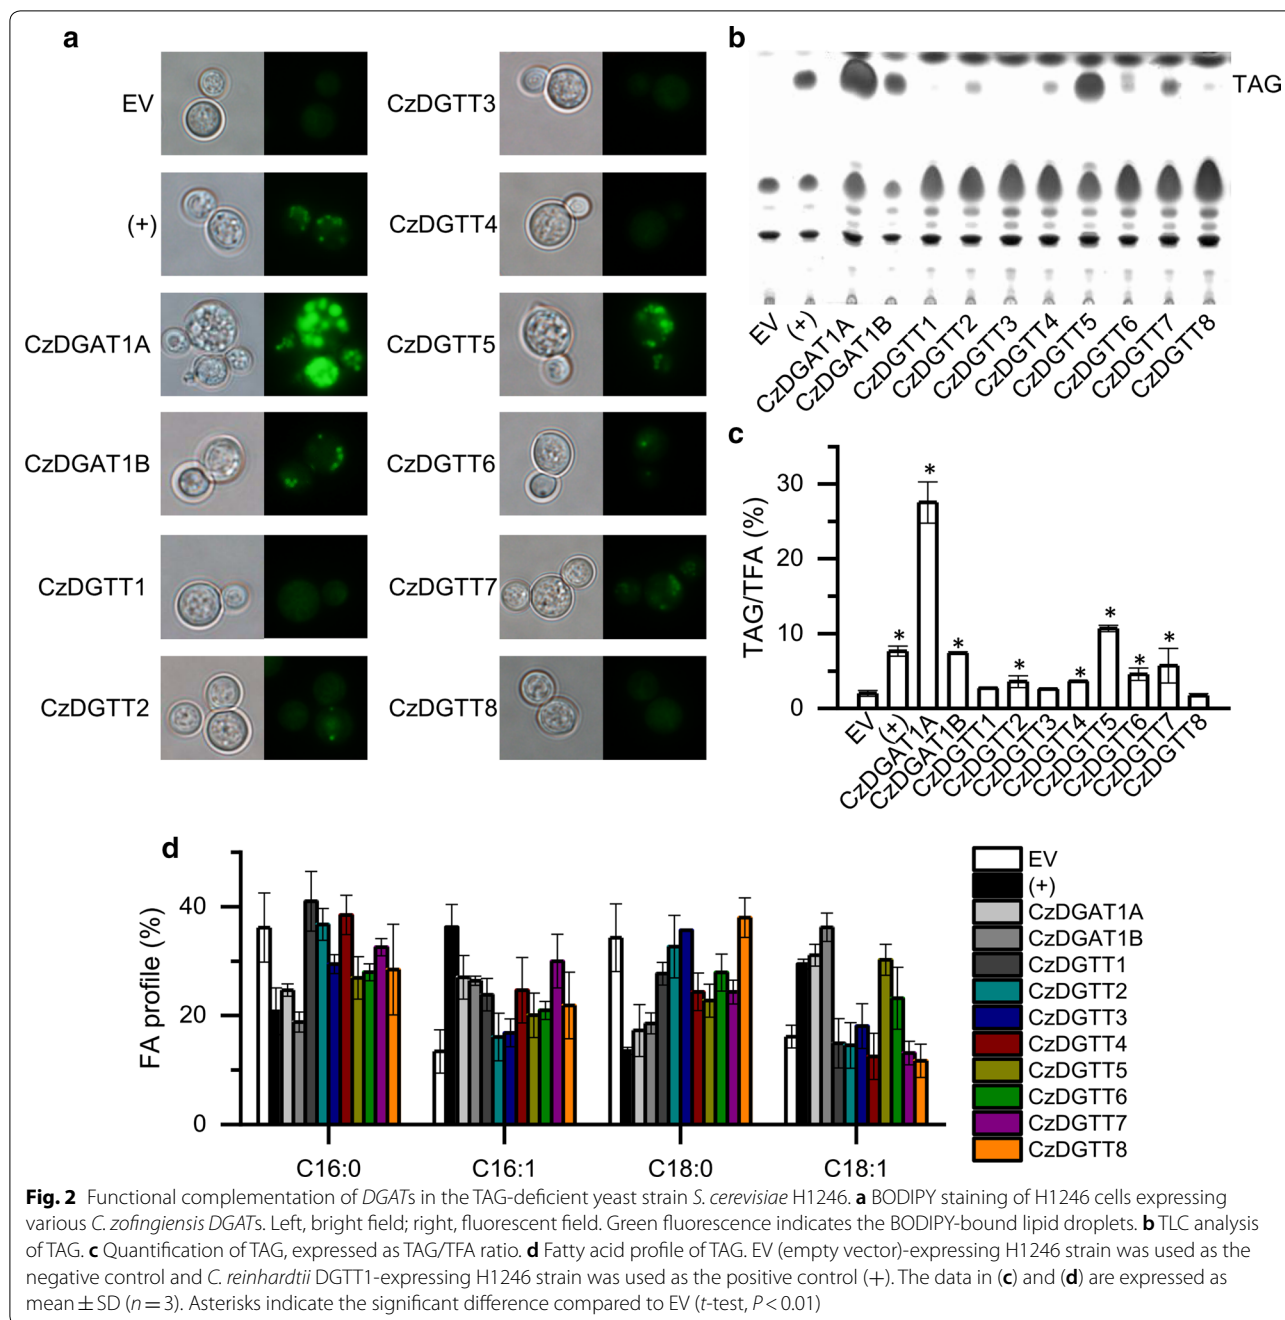 a
EV
(+)
CzDGAT1A
CzDGAT1B
CzDGTT1
CzDGTT2
CzDGTT3
CzDGTT4
CzDGTT5
CzDGTT6
CzDGTT7
CzDGTT8
b
TAG
EV
(+)
CzDGAT1A
CzDGAT1B
CzDGTT1
CzDGTT2
CzDGTT3
CzDGTT4
CzDGTT5
CzDGTT6
CzDGTT7
CzDGTT8
c
TAG/TFA (%)
30
20
10
0
*
*
*
*
*
*
*
*
EV
(+)
CzDGAT1A
CzDGAT1B
CzDGTT1
CzDGTT2
CzDGTT3
CzDGTT4
CzDGTT5
CzDGTT6
CzDGTT7
CzDGTT8
d
FA profile (%)
40
20
0
C16:0
C16:1
C18:0
C18:1
EV
(+)
CzDGAT1A
CzDGAT1B
CzDGTT1
CzDGTT2
CzDGTT3
CzDGTT4
CzDGTT5
CzDGTT6
CzDGTT7
CzDGTT8
Fig. 2 Functional complementation of DGATs in the TAG-deficient yeast strain S. cerevisiae H1246. a BODIPY staining of H1246 cells expressing
various C. zofingiensis DGATs. Left, bright field; right, fluorescent field. Green fluorescence indicates the BODIPY-bound lipid droplets. b TLC analysis
of TAG. c Quantification of TAG, expressed as TAG/TFA ratio. d Fatty acid profile of TAG. EV (empty vector)-expressing H1246 strain was used as the
negative control and C. reinhardtii DGTT1-expressing H1246 strain was used as the positive control (+). The data in (c) and (d) are expressed as
mean ± SD (n = 3). Asterisks indicate the significant difference compared to EV (t-test, P < 0.01)